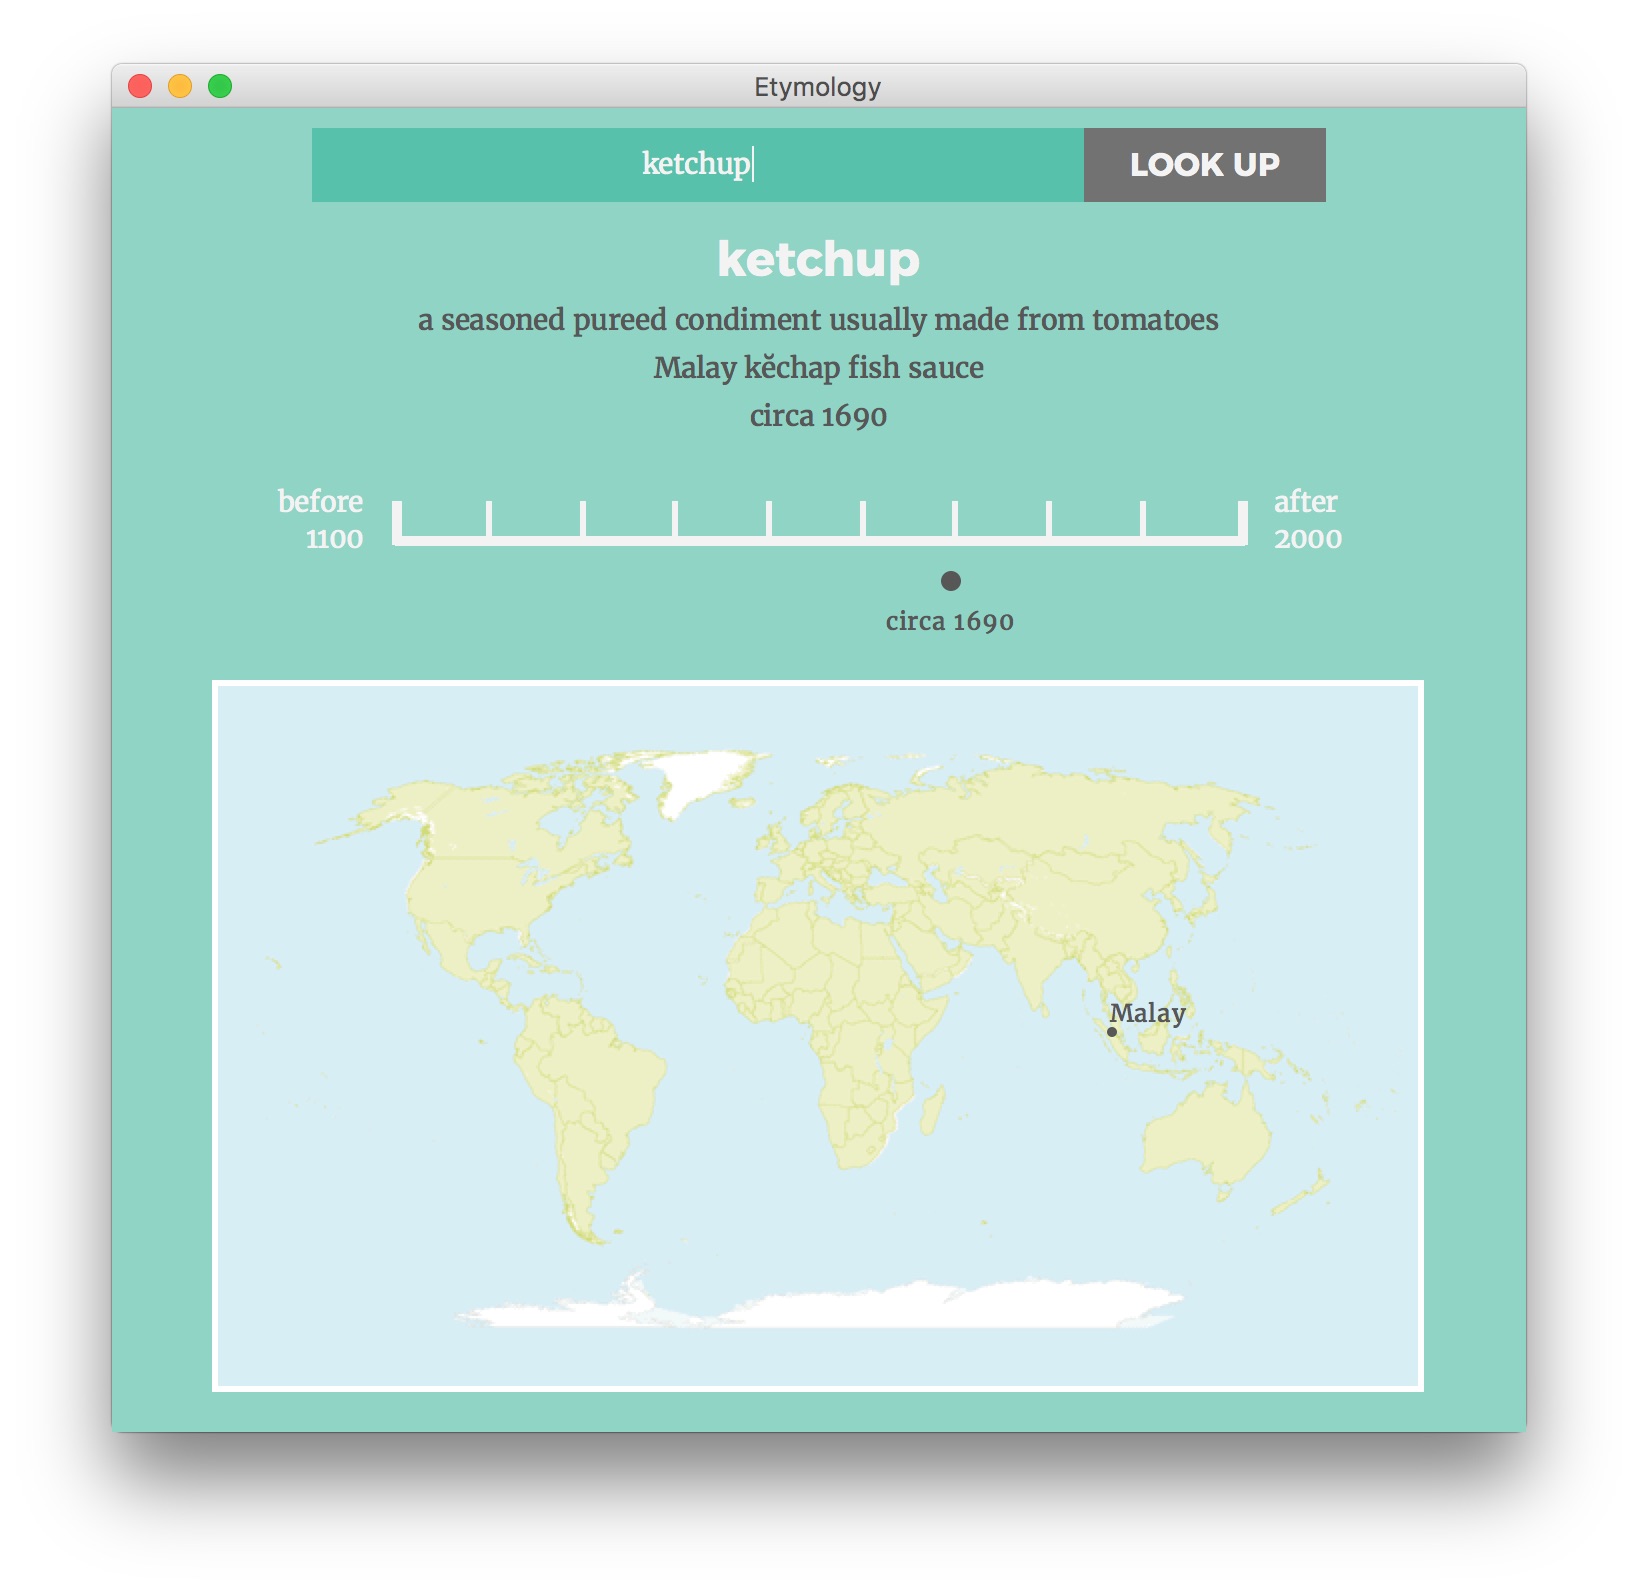 Etymology
ketchup
LOOK UP
ketchup
a seasoned pureed condiment usually made from tomatoes
Malay kĕchap fish sauce
circa 1690
before
1100
after
2000
circa 1690
Malay